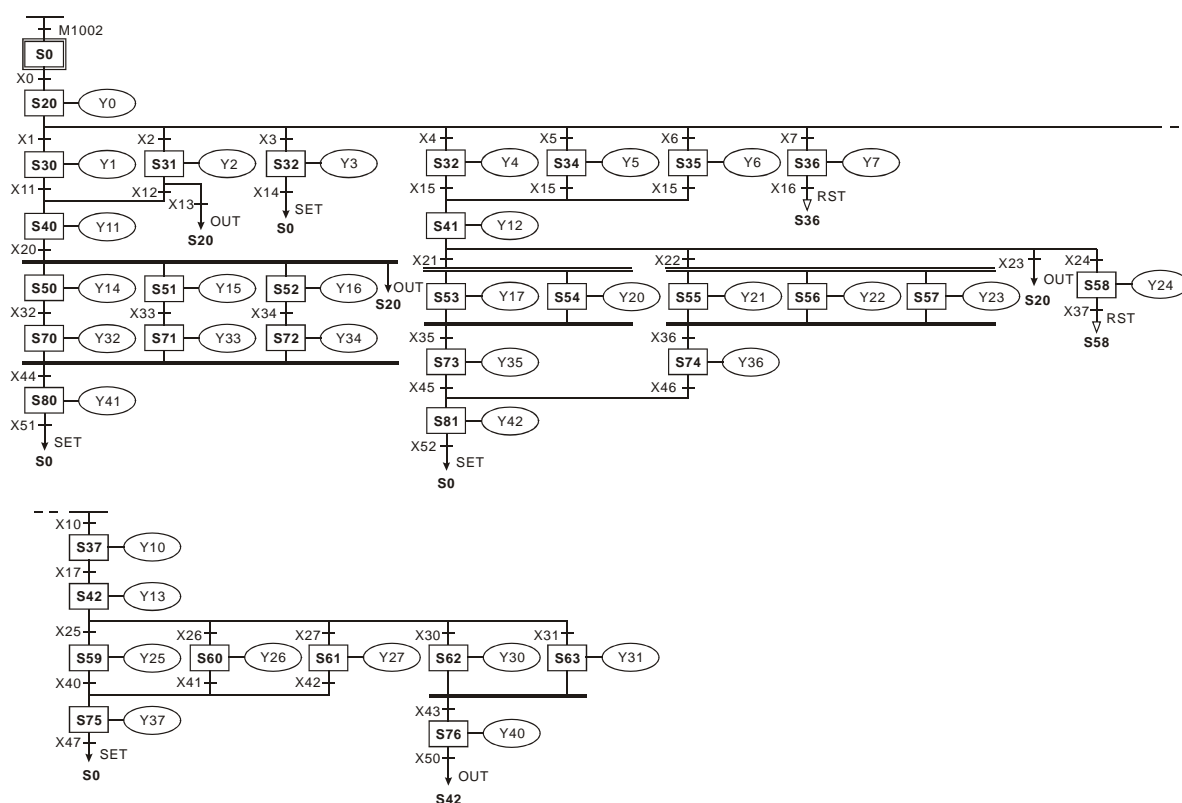 M1002
S0
X0
S20 Y0
X1 X2 X3 X4 X5 X6 X7
S30 Y1 S31 Y2 S32 Y3 S32 Y4 S34 Y5 S35 Y6 S36 Y7
X11 X12 X14 X15 X15 X15 X16
X13 SET RST
OUT
S40 Y11 S20 S0 S41 Y12 S36
X20 X21 X22 X23 X24
OUT OUT
S50 Y14 S51 Y15 S52 Y16 S20 S53 Y17 S54 Y20 S55 Y21 S56 Y22 S57 Y23 S20 S58 Y24
X32 X33 X34 X37 RST
S70 Y32 S71 Y33 S72 Y34 X35 X36 S58
S73 Y35 S74 Y36
X44 X45 X46
S80 Y41 S81 Y42
X51 SET X52 SET
S0 S0
X10
S37 Y10
X17
S42 Y13
X25 X26 X27 X30 X31
S59 Y25 S60 Y26 S61 Y27 S62 Y30 S63 Y31
X40 X41 X42
X43
S75 Y37 S76 Y40
X47 SET X50
S0 OUT
S42